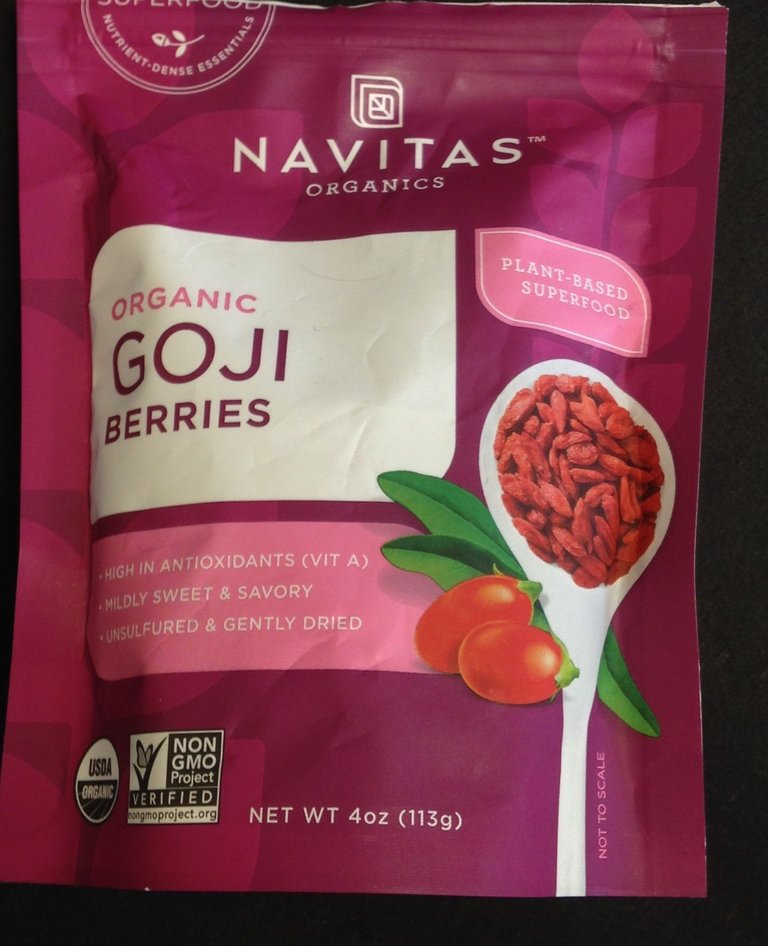 SUPERFOOD
NUTRIENT-DENSE ESSENTIALS
NAVITAS™
ORGANICS
PLANT-BASED
SUPERFOOD
ORGANIC
GOJI
BERRIES
• HIGH IN ANTIOXIDANTS (VIT A)
• MILDLY SWEET & SAVORY
• UNSULFURED & GENTLY DRIED
USDA
ORGANIC
NON
GMO
Project
VERIFIED
nongmoproject.org
NET WT 4oz (113g)
NOT TO SCALE